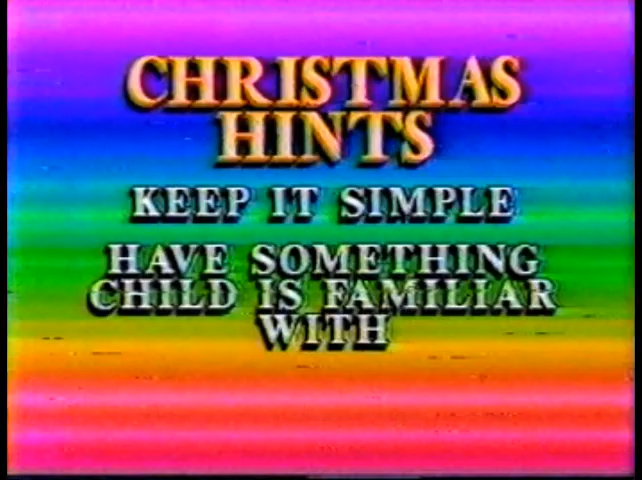 CHRISTMAS
HINTS
KEEP IT SIMPLE
HAVE SOMETHING
CHILD IS FAMILIAR
WITH